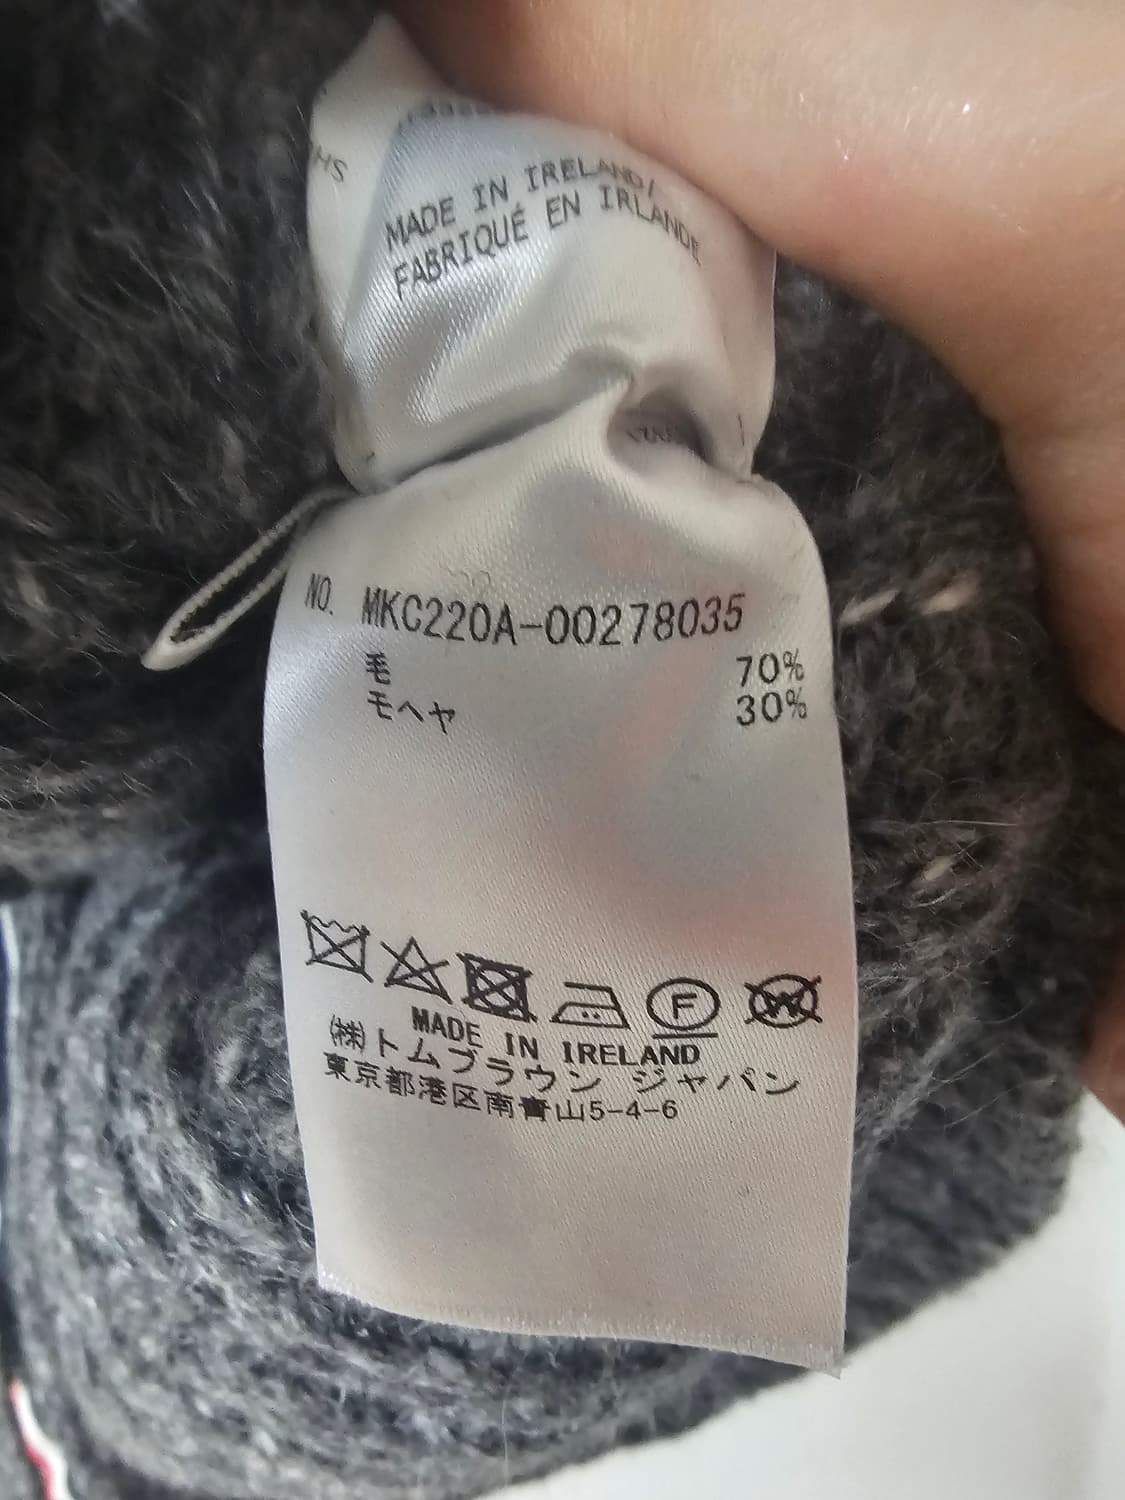 HS
MADE IN IRELAND/
FABRIQUÉ EN IRLANDE
NO. MKC220A-00278035
毛 70%
モヘヤ 30%
F
W
MADE IN IRELAND
(株)トムブラウン ジャパン
東京都港区南青山5-4-6